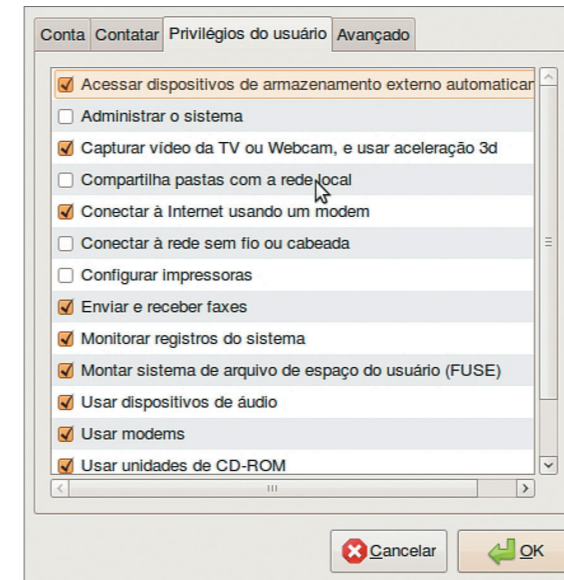 Conta Contatar Privilégios do usuário Avançado
Acessar dispositivos de armazenamento externo automaticar
Administrar o sistema
Capturar vídeo da TV ou Webcam, e usar aceleração 3d
Compartilha pastas com a rede local
Conectar à Internet usando um modem
Conectar à rede sem fio ou cabeada
Configurar impressoras
Enviar e receber faxes
Monitorar registros do sistema
Montar sistema de arquivo de espaço do usuário (FUSE)
Usar dispositivos de áudio
Usar modems
Usar unidades de CD-ROM
Cancelar OK